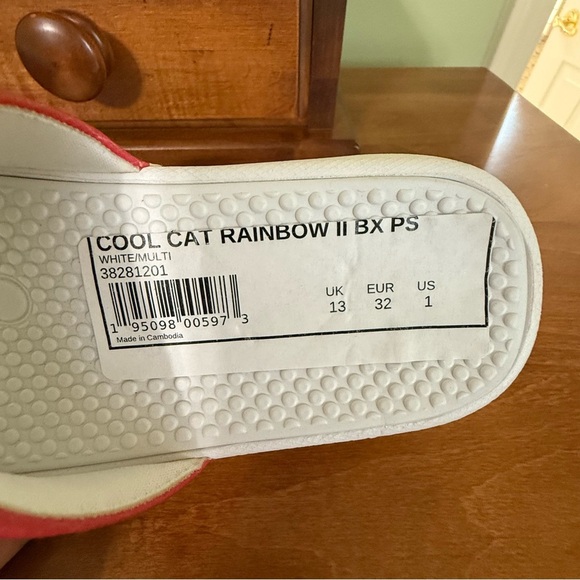 COOL CAT RAINBOW II BX PS
WHITE/MULTI
38281201
1 95098 00597 3
Made in Cambodia
UK EUR US
13 32 1